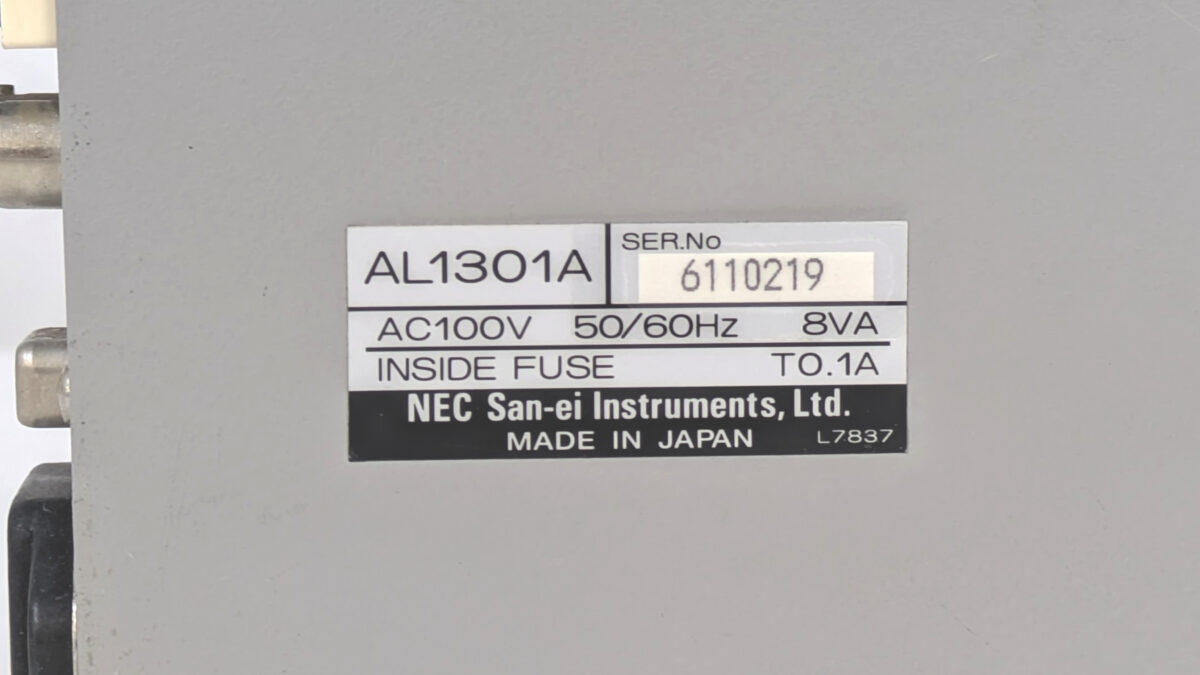 AL1301A
SER.No
6110219
AC100V 50/60Hz 8VA
INSIDE FUSE T0.1A
NEC San-ei Instruments, Ltd.
MADE IN JAPAN L7837